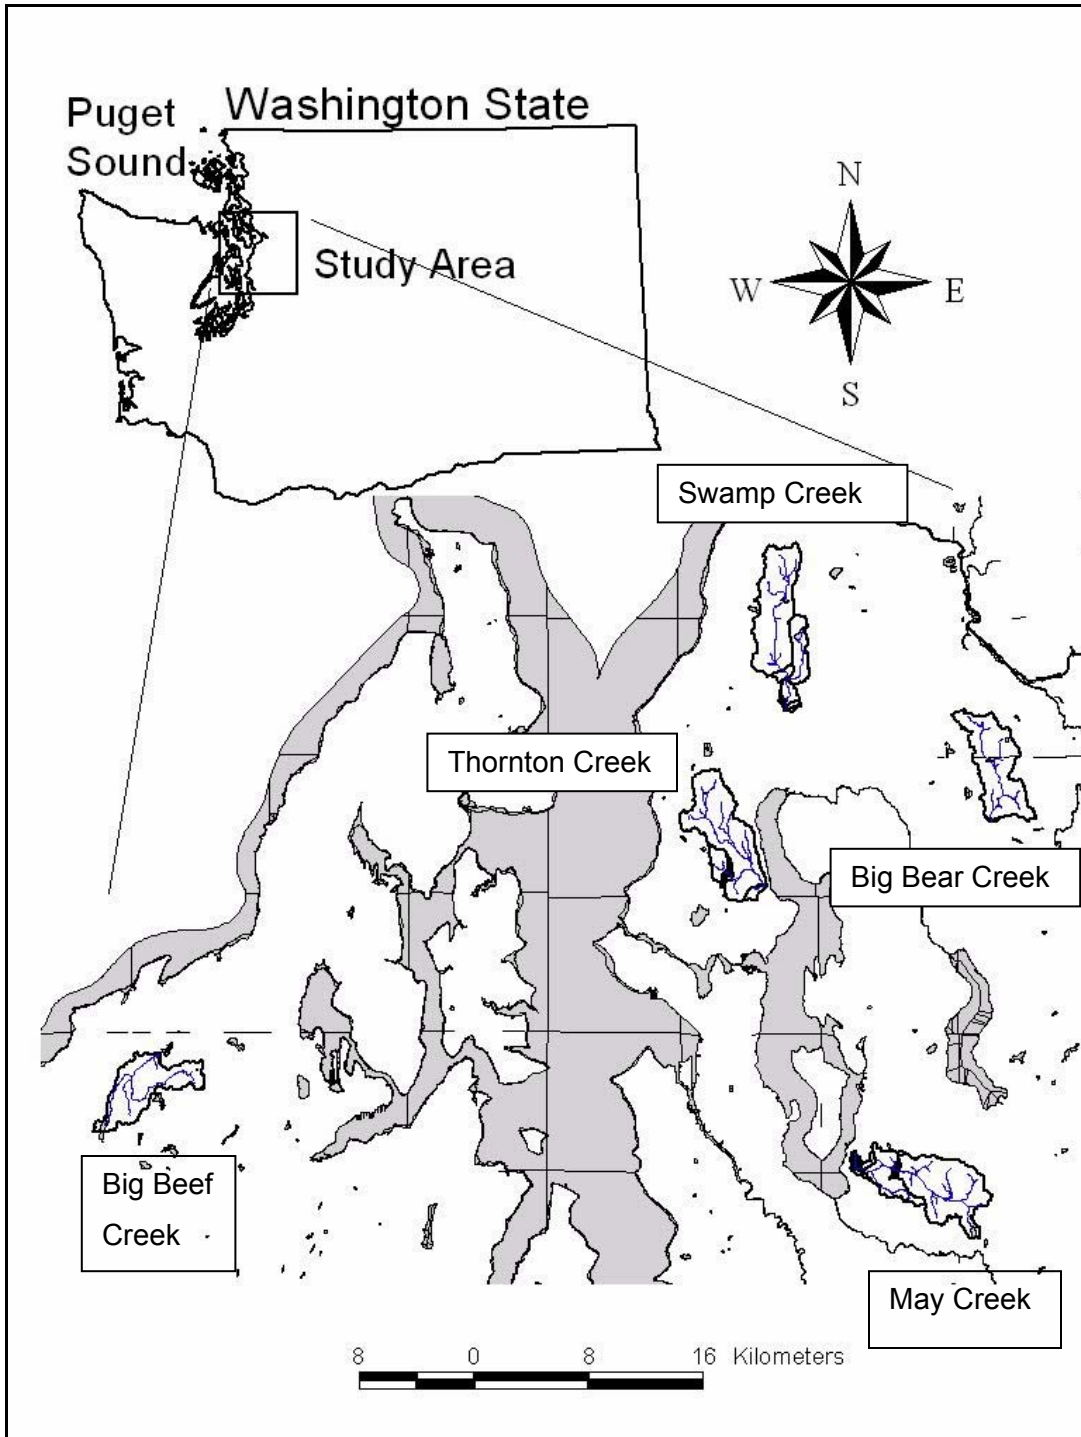 Washington State
Puget
Sound
Study Area
N
W
E
S
Swamp Creek
Thornton Creek
Big Bear Creek
Big Beef
Creek
May Creek
8 0 8 16 Kilometers